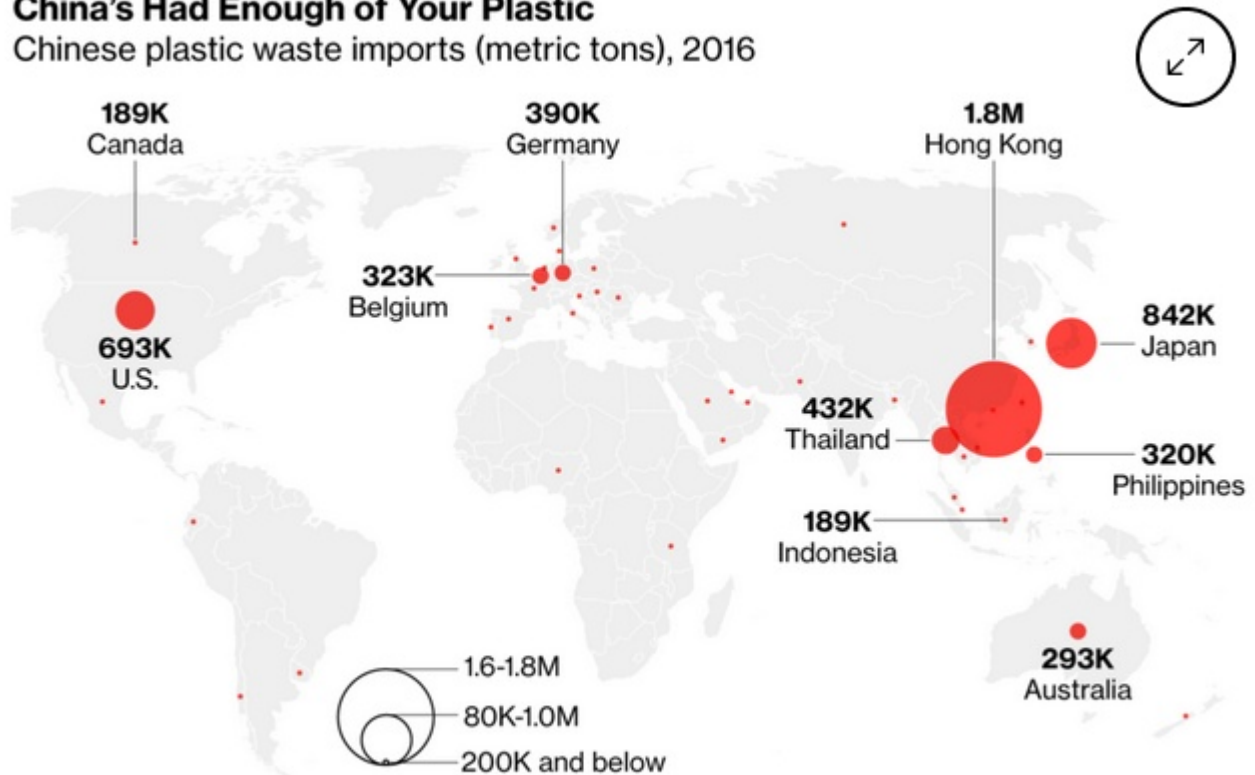 China's Had Enough of Your Plastic
Chinese plastic waste imports (metric tons), 2016
189K
Canada
390K
Germany
1.8M
Hong Kong
323K
Belgium
693K
U.S.
842K
Japan
432K
Thailand
320K
Philippines
189K
Indonesia
293K
Australia
1.6-1.8M
80K-1.0M
200K and below